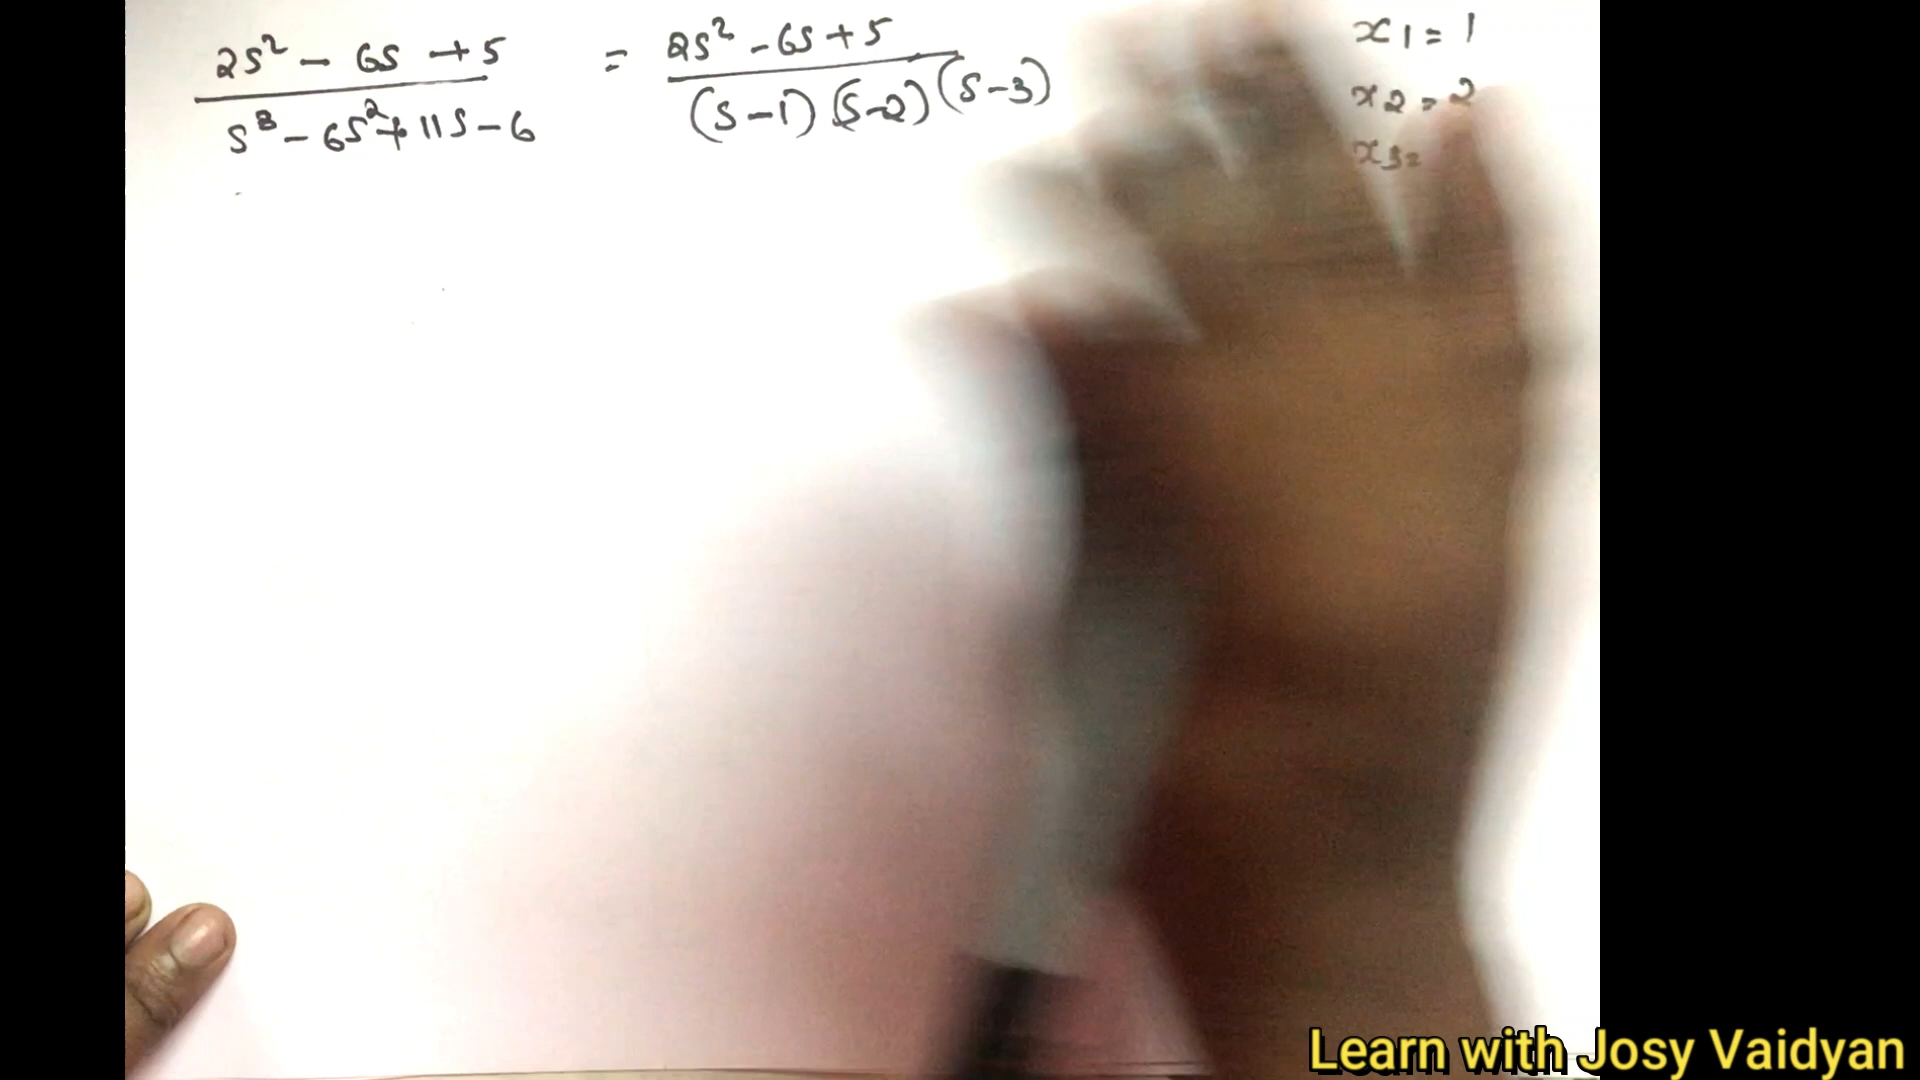 2s² - 6s + 5 = 2s² - 6s + 5
s³ - 6s² + 11s - 6 (s-1)(s-2)(s-3)
x1 = 1
x2 = 2
x3 =
Learn with Josy Vaidyan